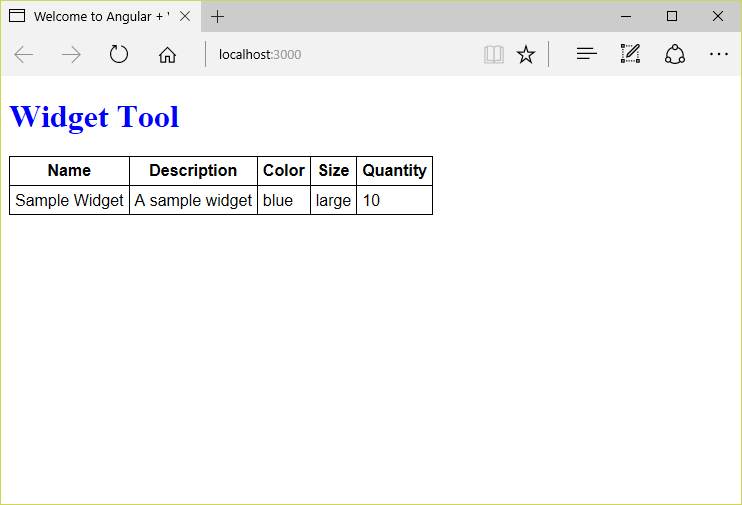 Welcome to Angular +
localhost:3000
Widget Tool
Name Description Color Size Quantity
Sample Widget A sample widget blue large 10